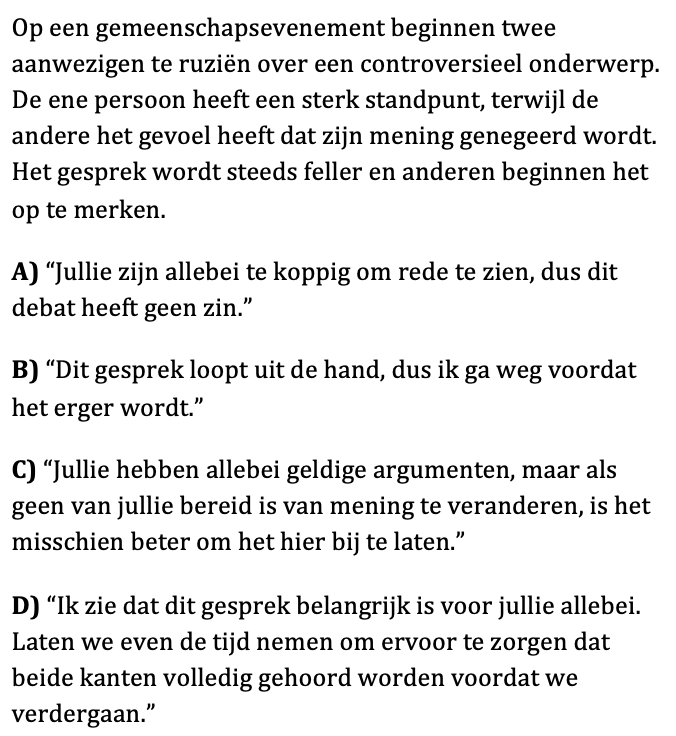 Op een gemeenschapsevenement beginnen twee
aanwezigen te ruziën over een controversieel onderwerp.
De ene persoon heeft een sterk standpunt, terwijl de
andere het gevoel heeft dat zijn mening genegeerd wordt.
Het gesprek wordt steeds feller en anderen beginnen het
op te merken.
A) “Jullie zijn allebei te koppig om rede te zien, dus dit
debat heeft geen zin.”
B) “Dit gesprek loopt uit de hand, dus ik ga weg voordat
het erger wordt.”
C) “Jullie hebben allebei geldige argumenten, maar als
geen van jullie bereid is van mening te veranderen, is het
misschien beter om het hier bij te laten.”
D) “Ik zie dat dit gesprek belangrijk is voor jullie allebei.
Laten we even de tijd nemen om ervoor te zorgen dat
beide kanten volledig gehoord worden voordat we
verdergaan.”